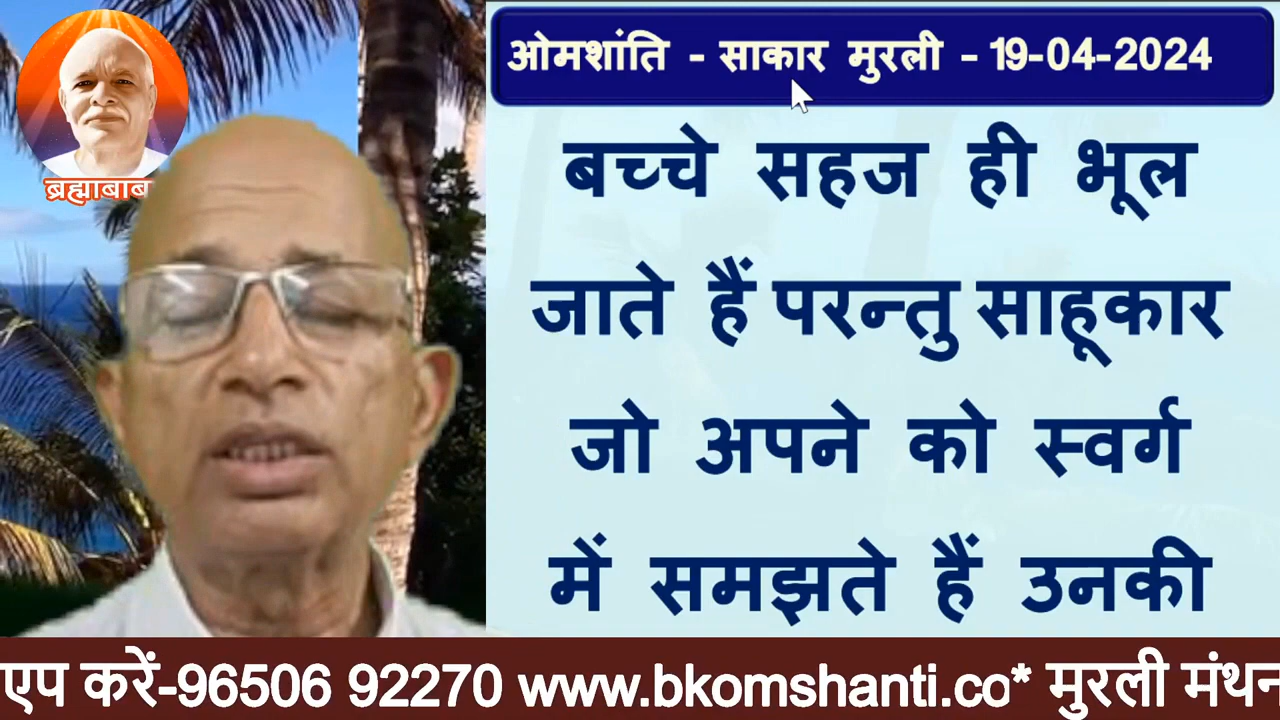 ओमशांति - साकार मुरली - 19-04-2024
ब्रह्माबाब
बच्चे सहज ही भूल
जाते हैं परन्तु साहूकार
जो अपने को स्वर्ग
में समझते हैं उनकी
एप करें-96506 92270 www.bkomshanti.co* मुरली मंथन